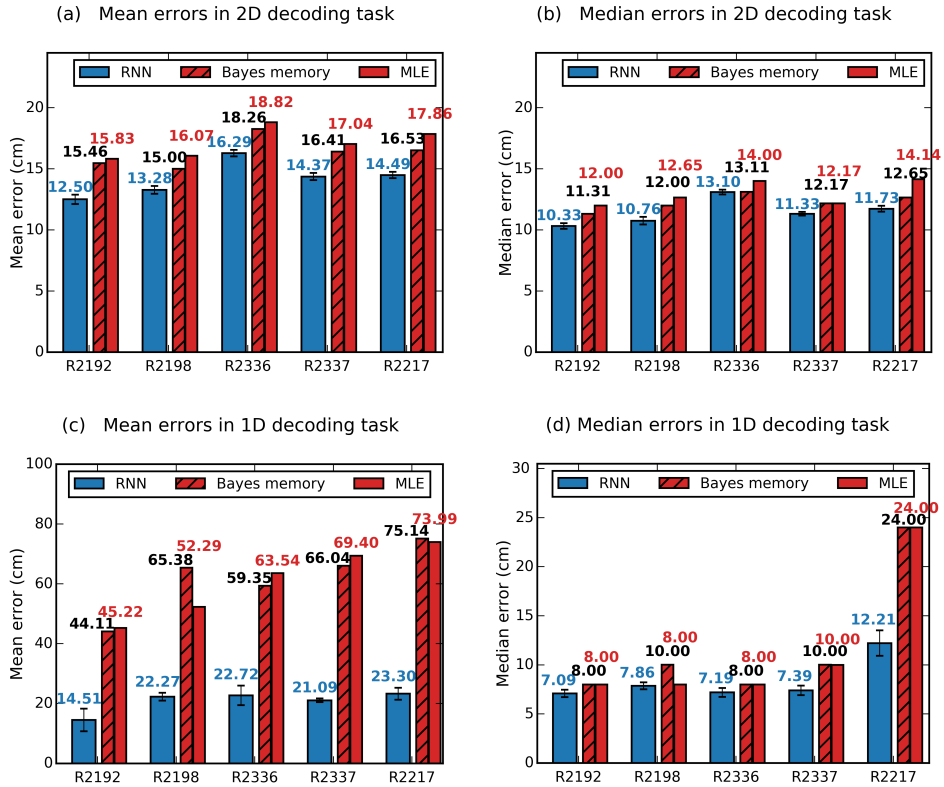 (a) Mean errors in 2D decoding task
RNN Bayes memory MLE
Mean error (cm)
20
15
10
5
0
12.50 15.46 15.83
13.28 15.00 16.07
16.29 18.26 18.82
14.37 16.41 17.04
14.49 16.53 17.86
R2192 R2198 R2336 R2337 R2217
(b) Median errors in 2D decoding task
RNN Bayes memory MLE
Median error (cm)
20
15
10
5
0
10.33 11.31 12.00
10.76 12.00 12.65
13.10 13.11 14.00
11.33 12.17 12.17
11.73 12.65 14.14
R2192 R2198 R2336 R2337 R2217
(c) Mean errors in 1D decoding task
RNN Bayes memory MLE
Mean error (cm)
100
80
60
40
20
0
14.51 44.11 45.22
22.27 65.38 52.29
22.72 59.35 63.54
21.09 66.04 69.40
23.30 75.14 73.99
R2192 R2198 R2336 R2337 R2217
(d) Median errors in 1D decoding task
RNN Bayes memory MLE
Median error (cm)
30
25
20
15
10
5
0
7.09 8.00 8.00
7.86 10.00 8.00
7.19 8.00 8.00
7.39 10.00 10.00
12.21 24.00 24.00
R2192 R2198 R2336 R2337 R2217